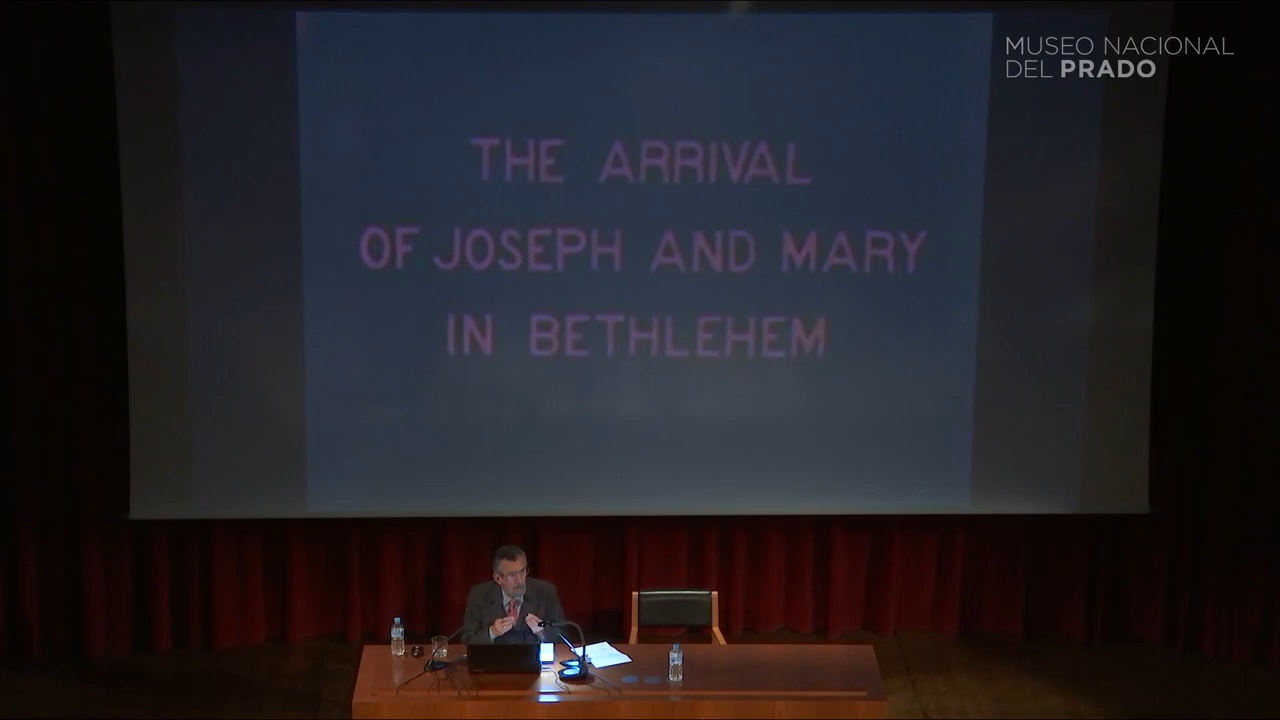 MUSEO NACIONAL
DEL PRADO
THE ARRIVAL
OF JOSEPH AND MARY
IN BETHLEHEM